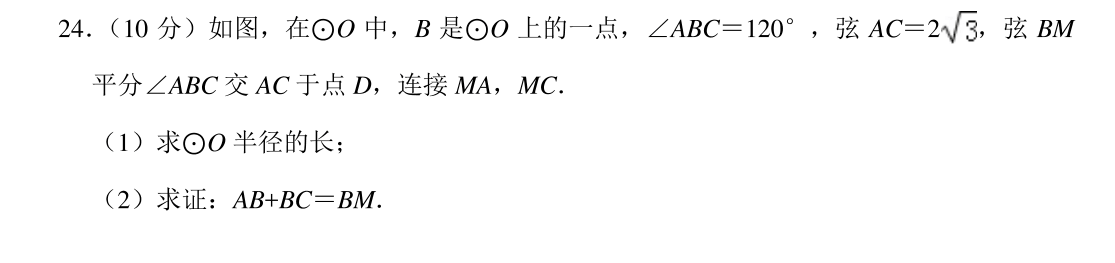 24.（10 分）如图，在⊙O 中，B 是⊙O 上的一点，∠ABC＝120°，弦 AC＝2√3，弦 BM
平分∠ABC 交 AC 于点 D，连接 MA，MC．
（1）求⊙O 半径的长；
（2）求证：AB+BC＝BM．